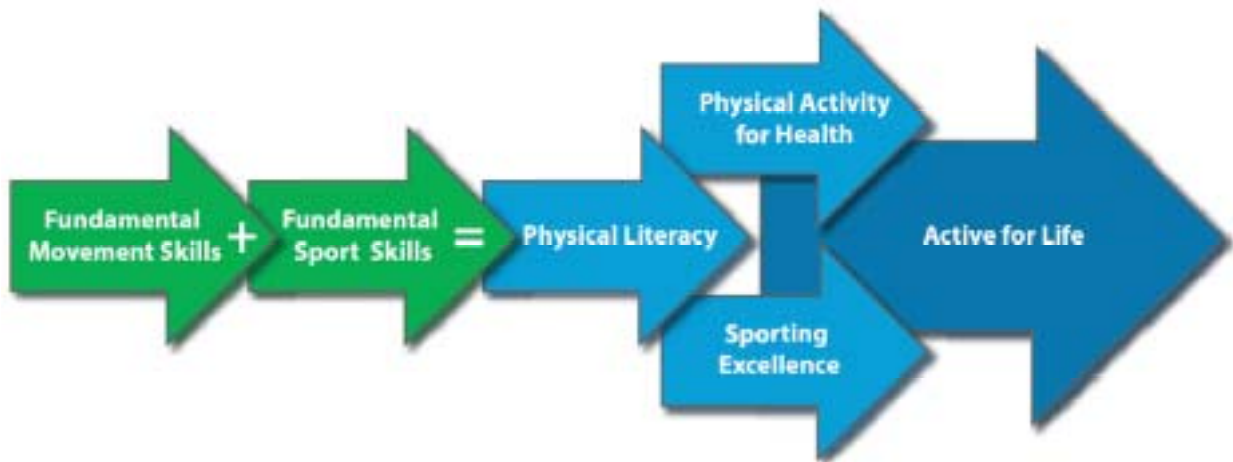 Fundamental
Movement Skills
+
Fundamental
Sport Skills
=
Physical Literacy
Physical Activity
for Health
Sporting
Excellence
Active for Life